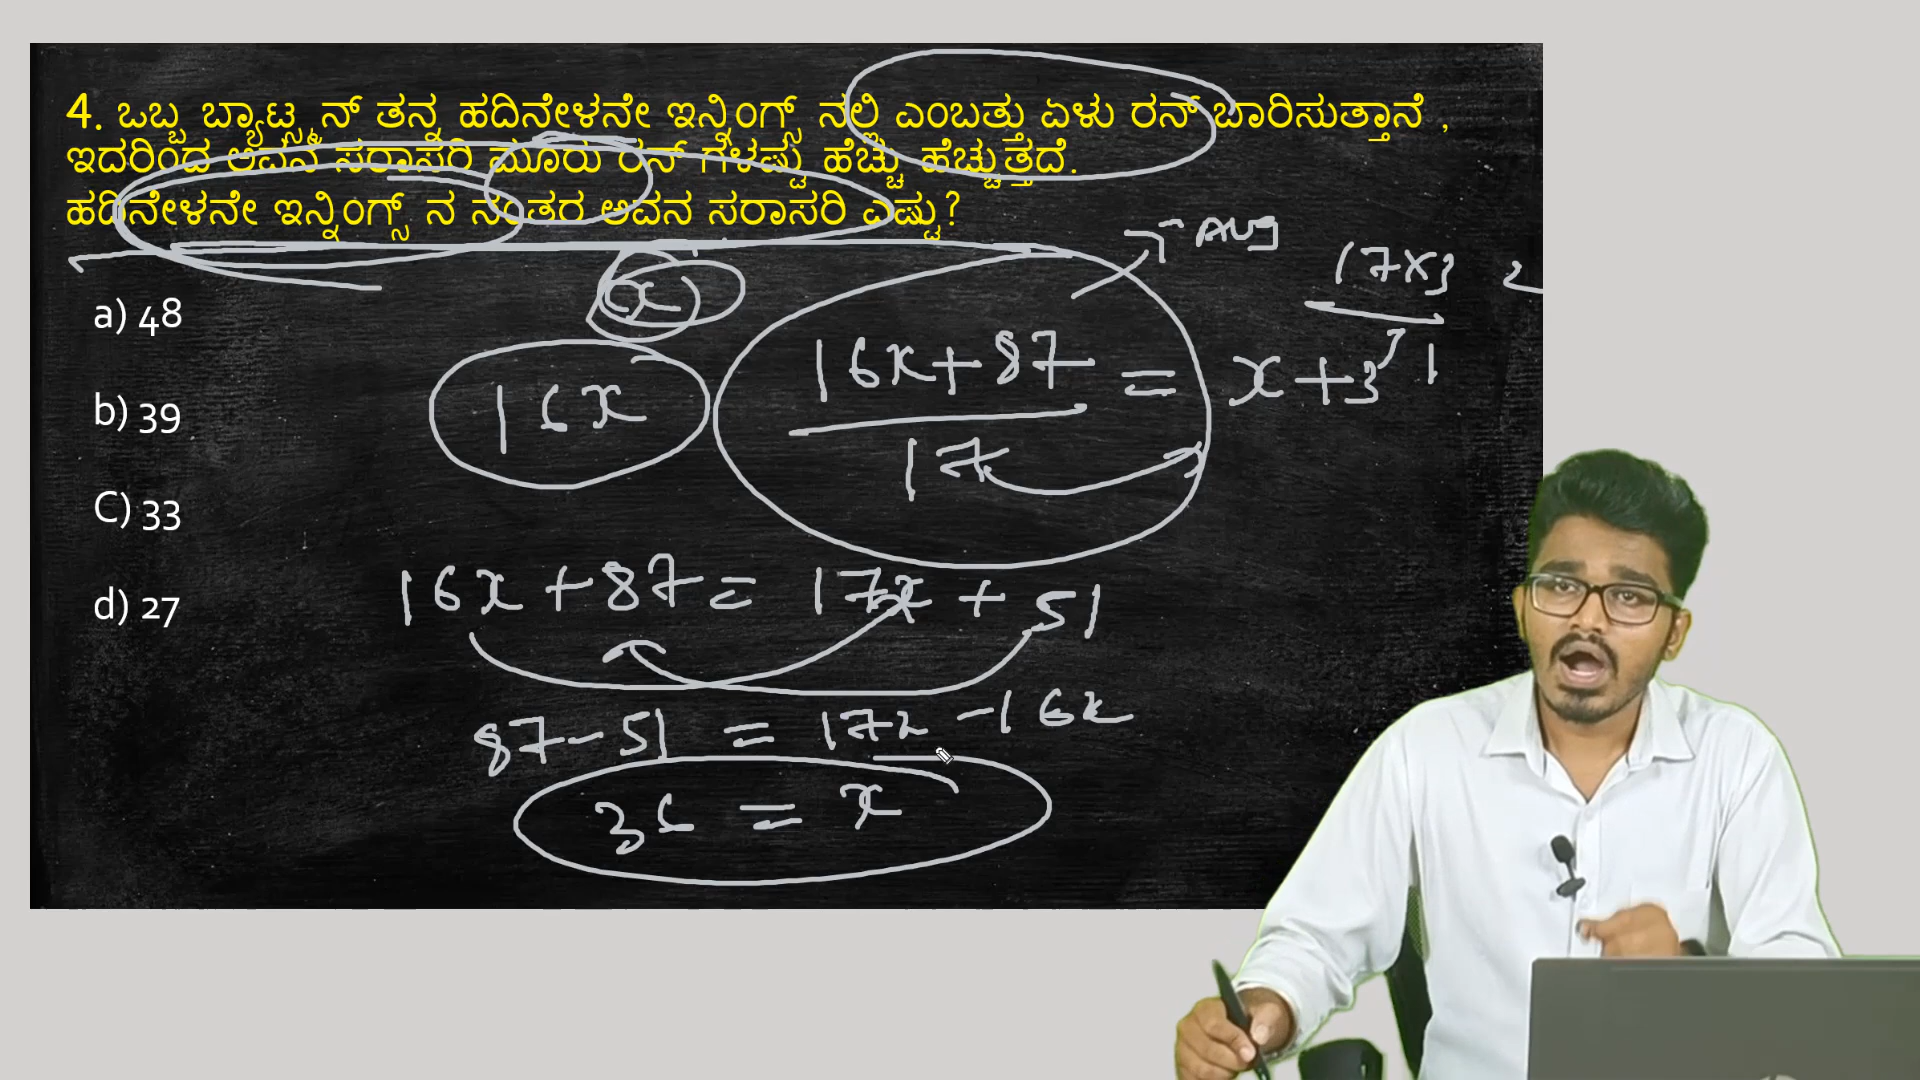 4. ಒಬ್ಬ ಬ್ಯಾಟ್ಸ್ಮನ್ ತನ್ನ ಹದಿನೇಳನೇ ಇನ್ನಿಂಗ್ಸ್ ನಲ್ಲಿ ಎಂಬತ್ತು ಏಳು ರನ್ ಬಾರಿಸುತ್ತಾನೆ ,
ಇದರಿಂದ ಅವನ ಸರಾಸರಿ ಮೂರು ರನ್ ಗಳಷ್ಟು ಹೆಚ್ಚು ಹೆಚ್ಚುತ್ತದೆ.
ಹದಿನೇಳನೇ ಇನ್ನಿಂಗ್ಸ್ ನ ನಂತರ ಅವನ ಸರಾಸರಿ ಎಷ್ಟು?
Avg
17x3
a) 48
x
16x+87 = x+3
17
16x
b) 39
C) 33
d) 27
16x+87 = 17x + 51
87-51 = 17x -16x
36 = x